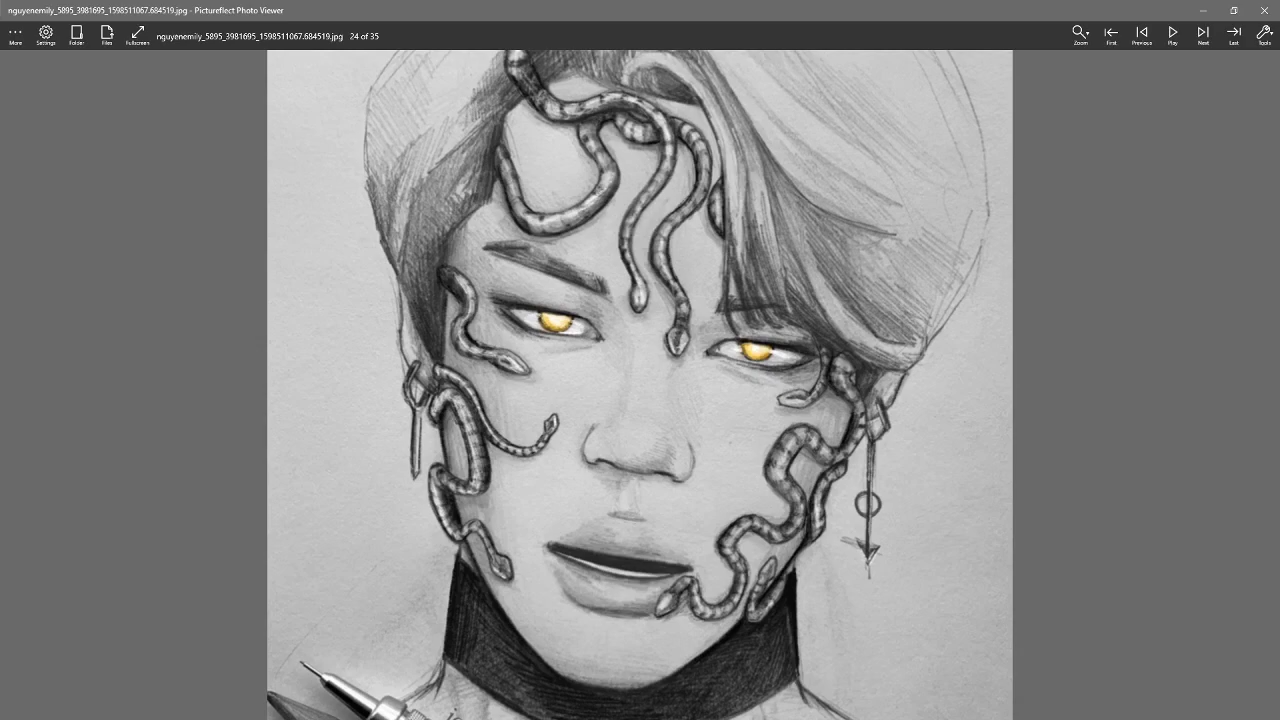 nguyenemily_5895_3981695_1598511067.684519.jpg - Pictureflect Photo Viewer
More Settings Folder Files Fullscreen nguyenemily_5895_3981695_1598511067.684519.jpg 24 of 35 Zoom First Previous Play Next Last Tools